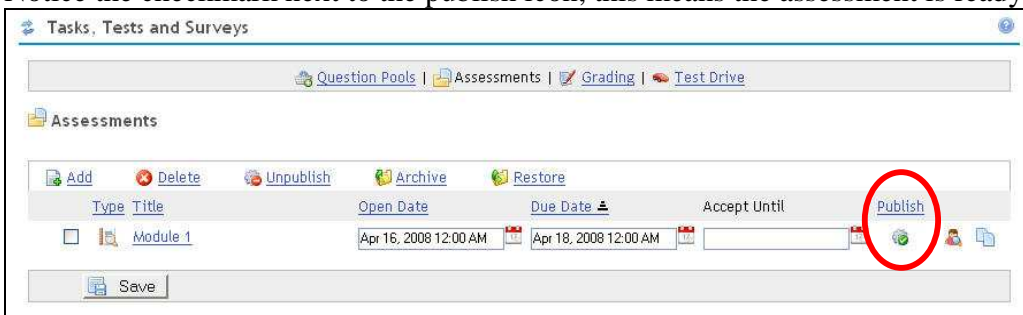 Notice the checkmark next to the publish icon, this means the assessment is ready
Tasks, Tests and Surveys
Question Pools | Assessments | Grading | Test Drive
Assessments
Add Delete Unpublish Archive Restore
Type Title Open Date Due Date Accept Until Publish
Module 1 Apr 16, 2008 12:00 AM Apr 18, 2008 12:00 AM
Save